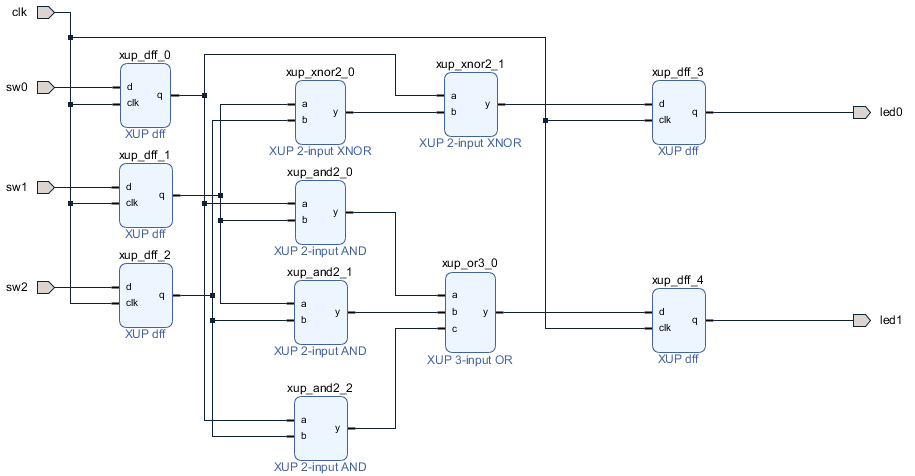 clk
sw0
xup_dff_0
d
clk
q
XUP dff
sw1
xup_dff_1
d
clk
q
XUP dff
sw2
xup_dff_2
d
clk
q
XUP dff
xup_xnor2_0
a
b
y
XUP 2-input XNOR
xup_and2_0
a
b
y
XUP 2-input AND
xup_and2_1
a
b
y
XUP 2-input AND
xup_and2_2
a
b
y
XUP 2-input AND
xup_xnor2_1
a
b
y
XUP 2-input XNOR
xup_or3_0
a
b
c
y
XUP 3-input OR
xup_dff_3
d
clk
q
XUP dff
led0
xup_dff_4
d
clk
q
XUP dff
led1